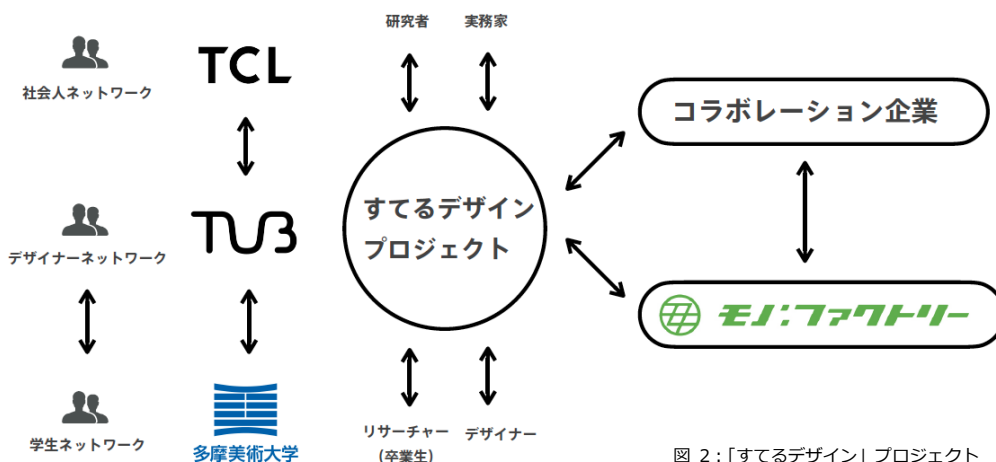 研究者
実務家
TCL
社会人ネットワーク
コラボレーション企業
すてるデザイン
プロジェクト
TUB
デザイナーネットワーク
モノ:ファクトリー
学生ネットワーク
多摩美術大学
リサーチャー
(卒業生)
デザイナー
図 2:「すてるデザイン」プロジェクト